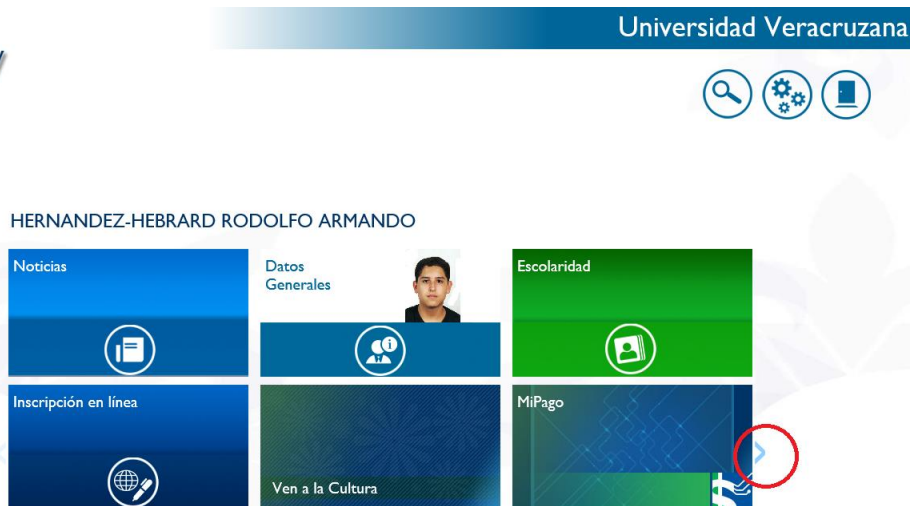 Universidad Veracruzana
HERNANDEZ-HEBRARD RODOLFO ARMANDO
Noticias
Datos
Generales
Escolaridad
Inscripción en línea
Ven a la Cultura
MiPago